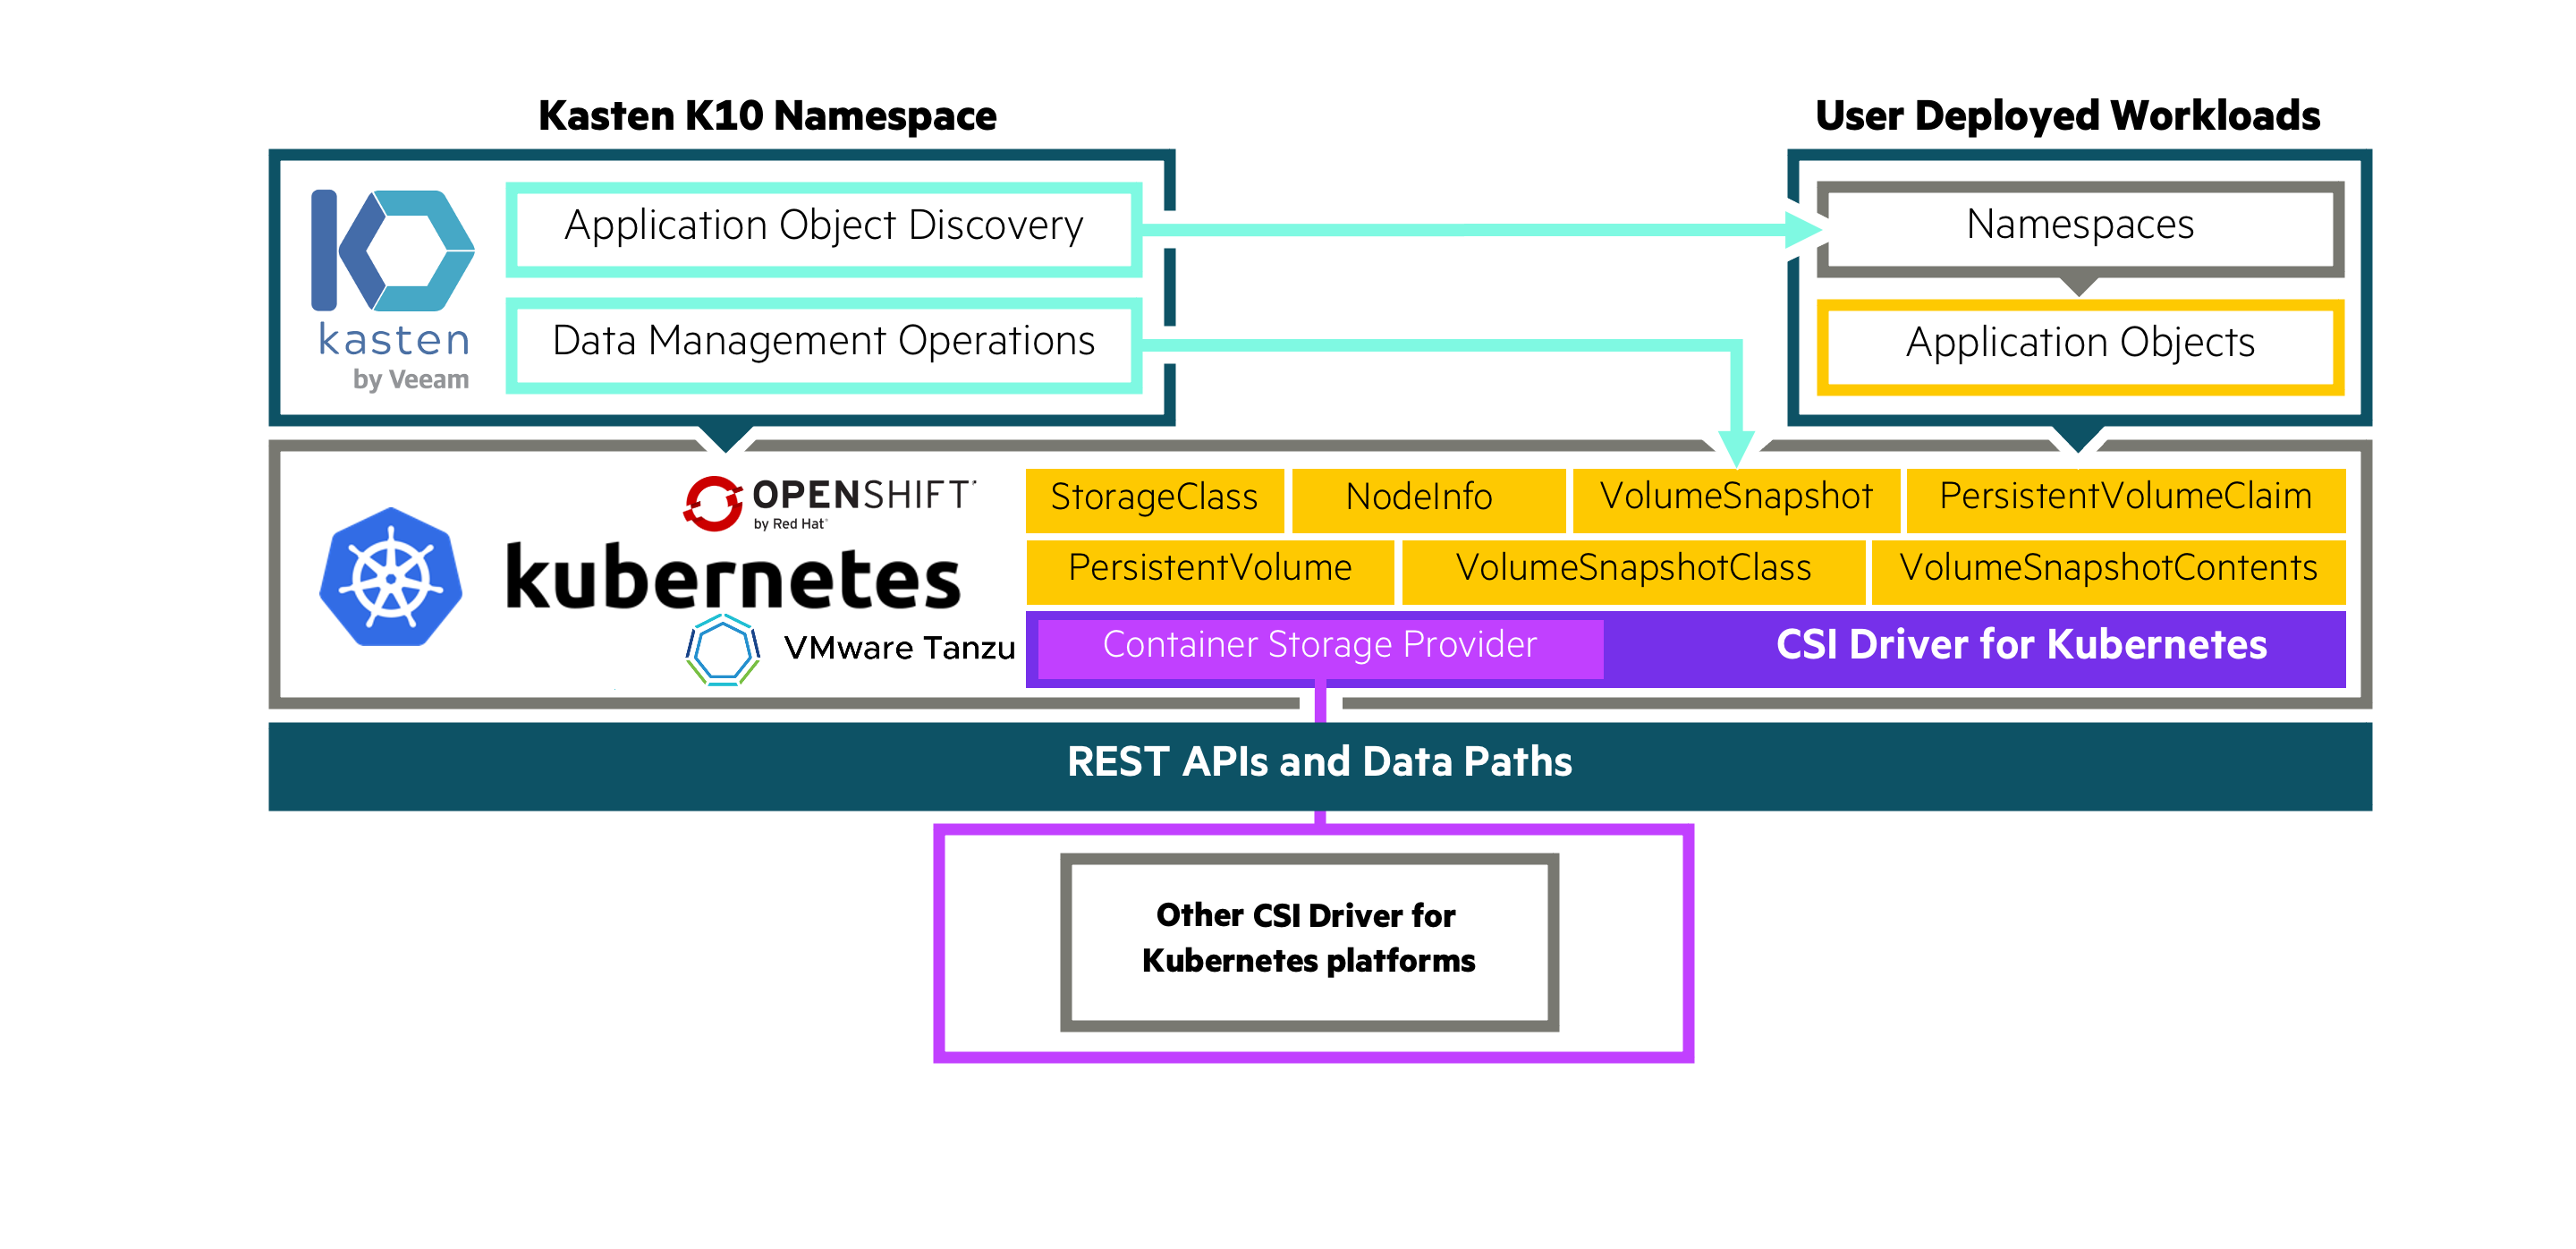 Kasten K10 Namespace
User Deployed Workloads
kasten
by Veeam
Application Object Discovery
Data Management Operations
Namespaces
Application Objects
OPENSHIFT
by Red Hat
kubernetes
VMware Tanzu
StorageClass
NodeInfo
VolumeSnapshot
PersistentVolumeClaim
PersistentVolume
VolumeSnapshotClass
VolumeSnapshotContents
Container Storage Provider
CSI Driver for Kubernetes
REST APIs and Data Paths
Other CSI Driver for
Kubernetes platforms